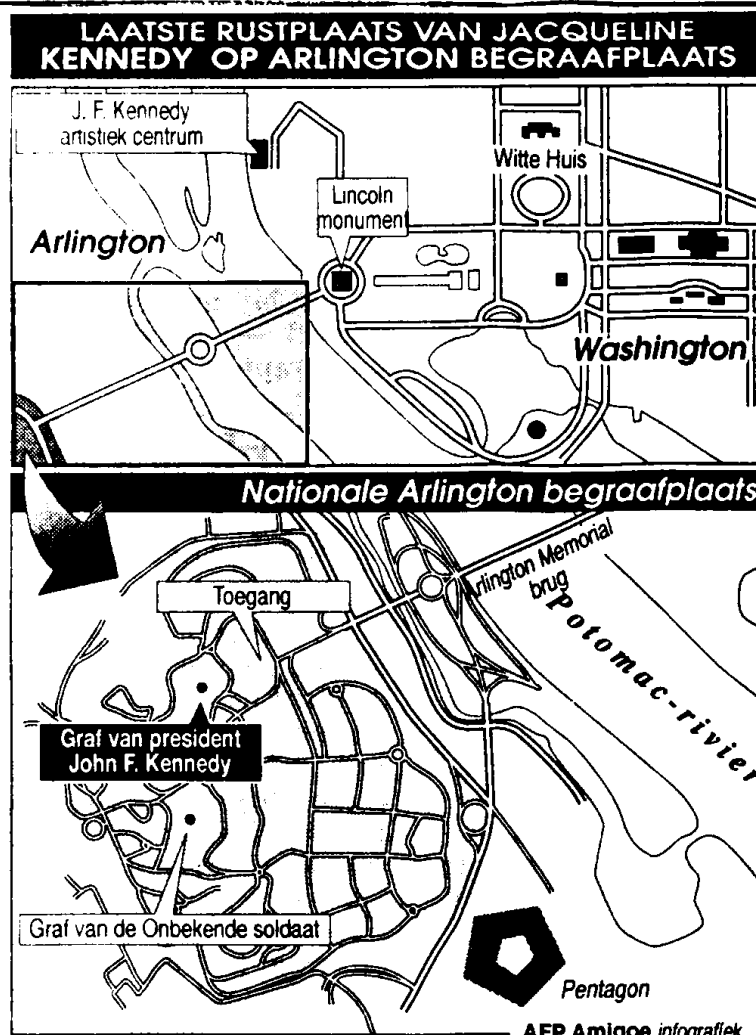 LAATSTE RUSTPLAATS VAN JACQUELINE
KENNEDY OP ARLINGTON BEGRAAFPLAATS
J. F. Kennedy
artistiek centrum
Witte Huis
Lincoln
monument
Arlington
Washington
Nationale Arlington begraafplaats
Arlington Memorial
brug
Toegang
Potomac-rivier
Graf van president
John F. Kennedy
Graf van de Onbekende soldaat
Pentagon
AFP Amigoe infografiek